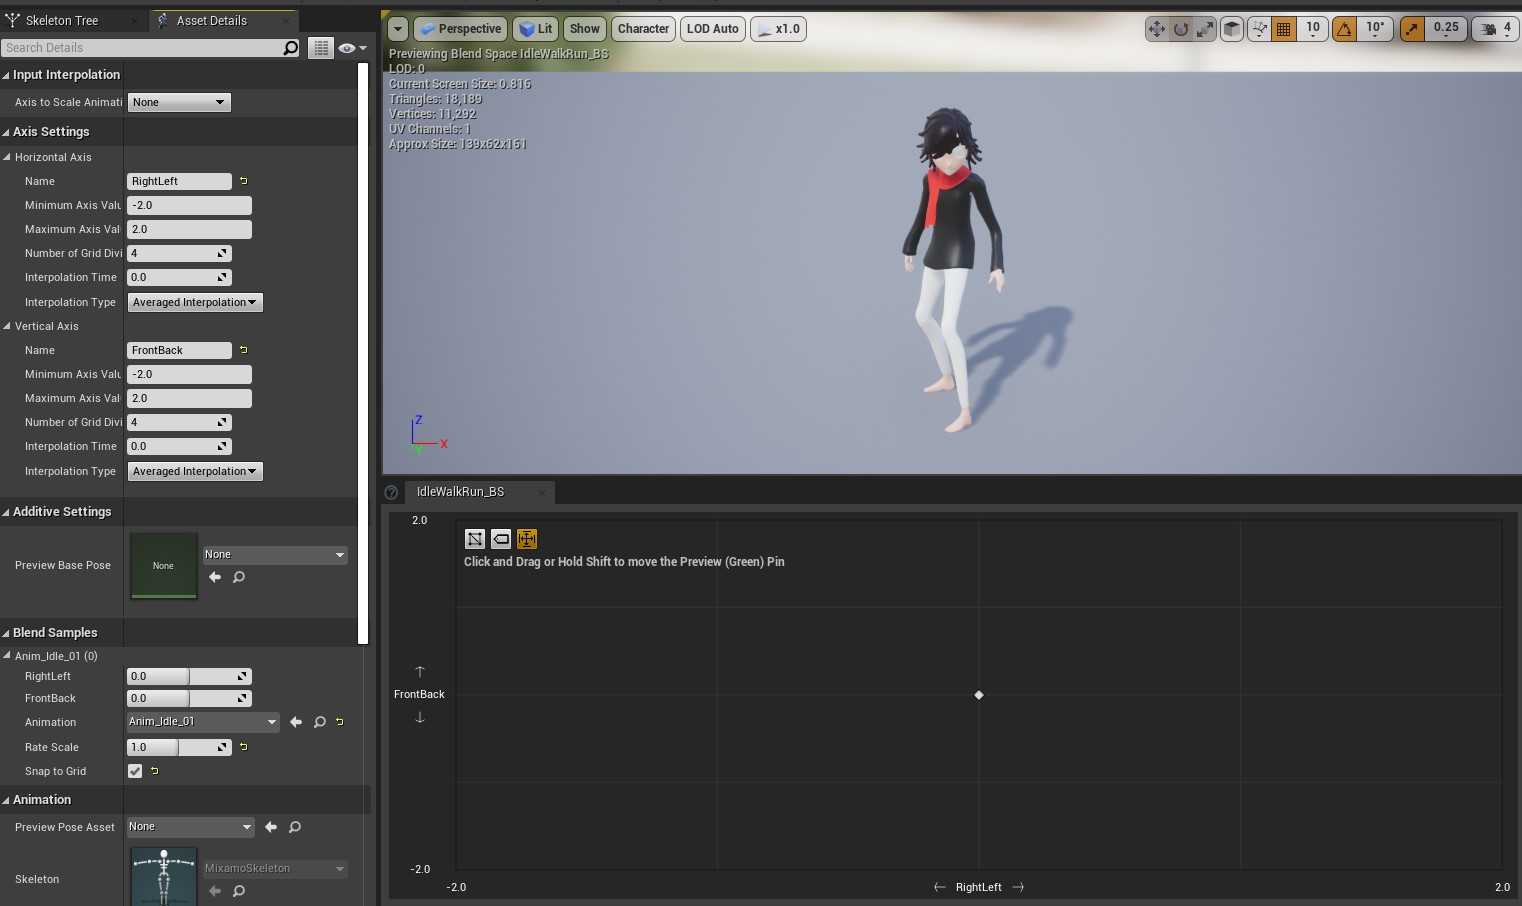 Skeleton Tree
Asset Details
Search Details
Input Interpolation
Axis to Scale Animati None
Axis Settings
Horizontal Axis
Name RightLeft
Minimum Axis Valu -2.0
Maximum Axis Val 2.0
Number of Grid Divi 4
Interpolation Time 0.0
Interpolation Type Averaged Interpolation
Vertical Axis
Name FrontBack
Minimum Axis Valu -2.0
Maximum Axis Val 2.0
Number of Grid Divi 4
Interpolation Time 0.0
Interpolation Type Averaged Interpolation
Additive Settings
Preview Base Pose None None
Blend Samples
Anim_Idle_01 (0)
RightLeft 0.0
FrontBack 0.0
Animation Anim_Idle_01
Rate Scale 1.0
Snap to Grid
Animation
Preview Pose Asset None
Skeleton MixamoSkeleton
Perspective Lit Show Character LOD Auto x1.0 10 10° 0.25 4
Previewing Blend Space IdleWalkRun_BS
LOD: 0
Current Screen Size: 0.816
Triangles: 18,189
Vertices: 11,292
UV Channels: 1
Approx Size: 139x62x161
Z
X
Y
IdleWalkRun_BS
2.0
Click and Drag or Hold Shift to move the Preview (Green) Pin
FrontBack
-2.0
-2.0 RightLeft 2.0